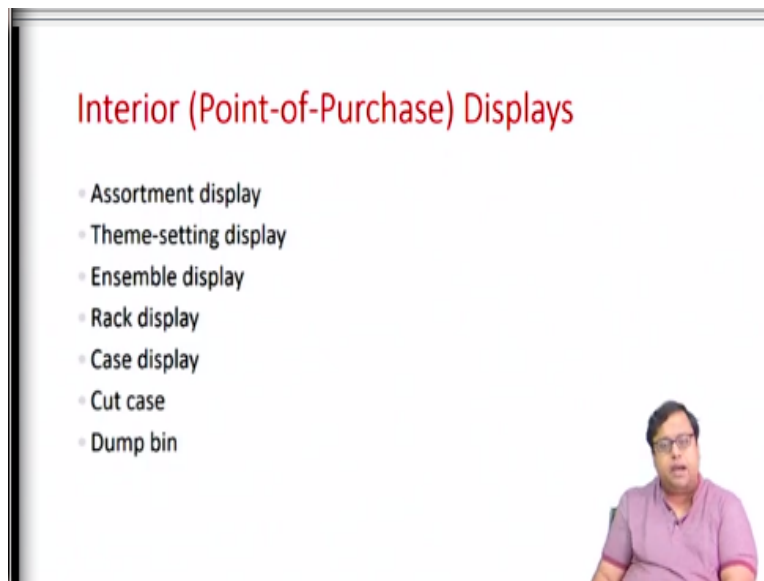 Interior (Point-of-Purchase) Displays
Assortment display
Theme-setting display
Ensemble display
Rack display
Case display
Cut case
Dump bin